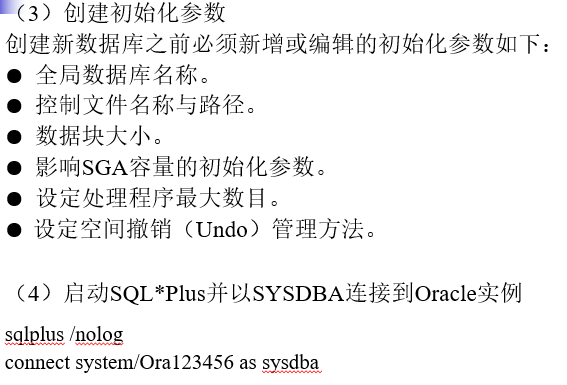 （3）创建初始化参数
创建新数据库之前必须新增或编辑的初始化参数如下：
● 全局数据库名称。
● 控制文件名称与路径。
● 数据块大小。
● 影响SGA容量的初始化参数。
● 设定处理程序最大数目。
● 设定空间撤销（Undo）管理方法。
（4）启动SQL*Plus并以SYSDBA连接到Oracle实例
sqlplus /nolog
connect system/Ora123456 as sysdba